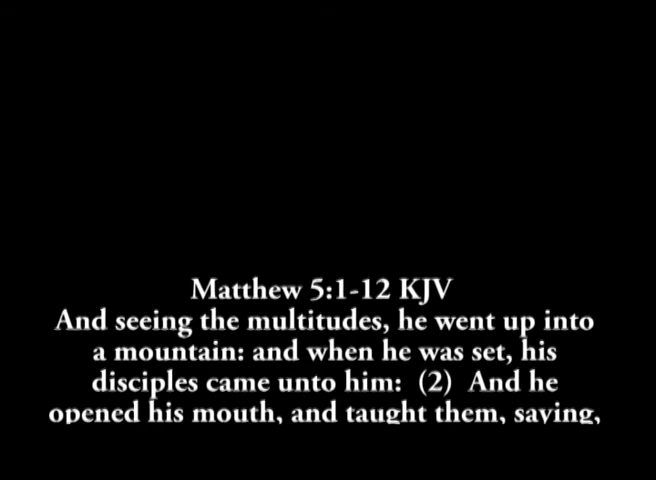 Matthew 5:1-12 KJV
And seeing the multitudes, he went up into
a mountain: and when he was set, his
disciples came unto him:  (2)  And he
opened his mouth, and taught them, saying,